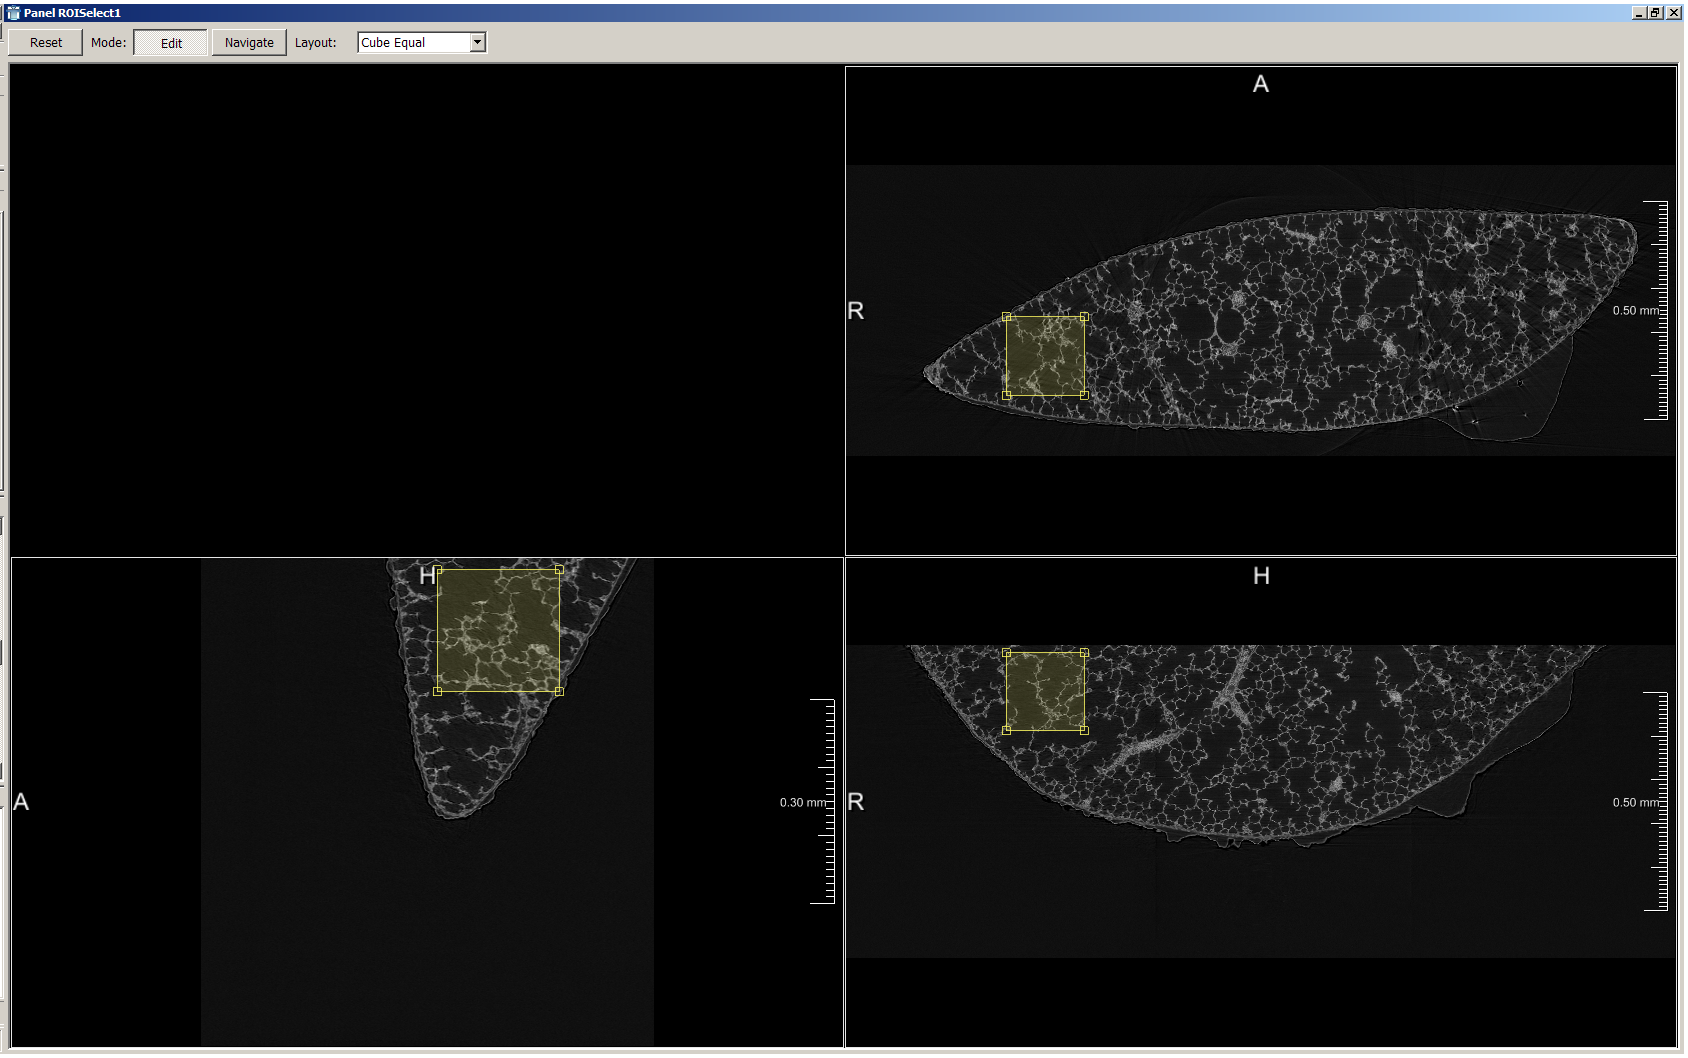 Panel ROISelect1
Reset Mode: Edit Navigate Layout: Cube Equal
A
R
0.50 mm
H
A
0.30 mm
H
R
0.50 mm